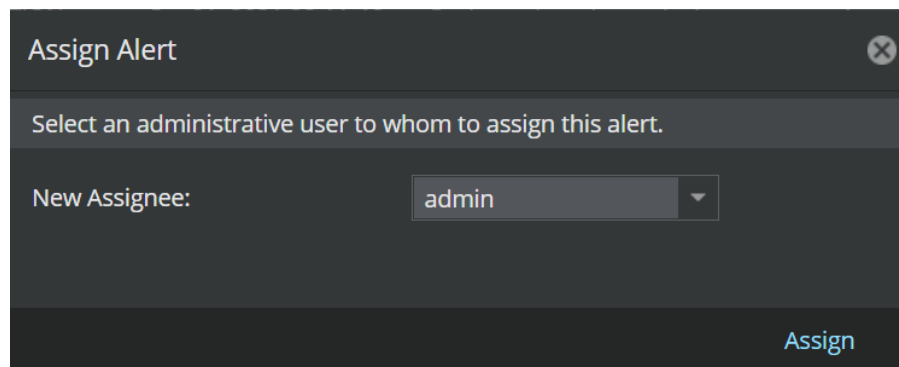 Assign Alert
Select an administrative user to whom to assign this alert.
New Assignee:
admin
Assign